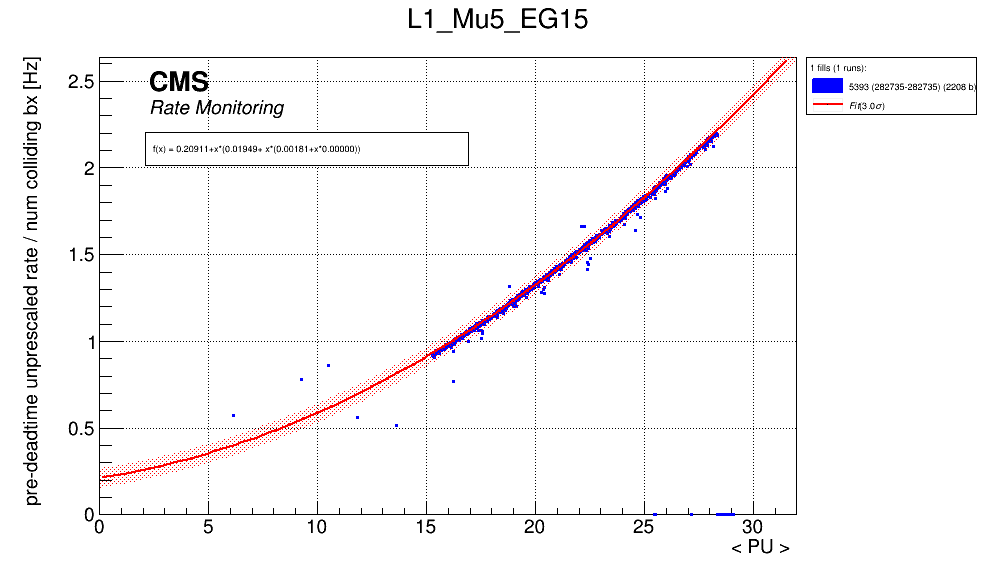 L1_Mu5_EG15
pre-deadtime unprescaled rate / num colliding bx [Hz]
2.5
2
1.5
1
0.5
0
CMS
Rate Monitoring
f(x) = 0.20911+x*(0.01949+ x*(0.00181+x*0.00000))
1 fills (1 runs):
5393 (282735-282735) (2208 b)
Fit(3.0σ)
0 5 10 15 20 25 30
< PU >